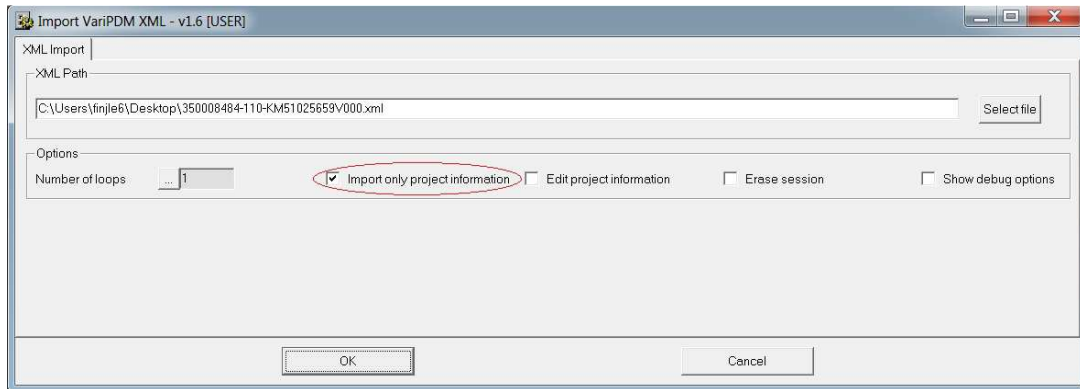 Import VariPDM XML - v1.6 [USER]
XML Import
XML Path
C:\Users\finjle6\Desktop\350008484-110-KM51025659V000.xml
Select file
Options
Number of loops ... 1 Import only project information Edit project information Erase session Show debug options
OK Cancel